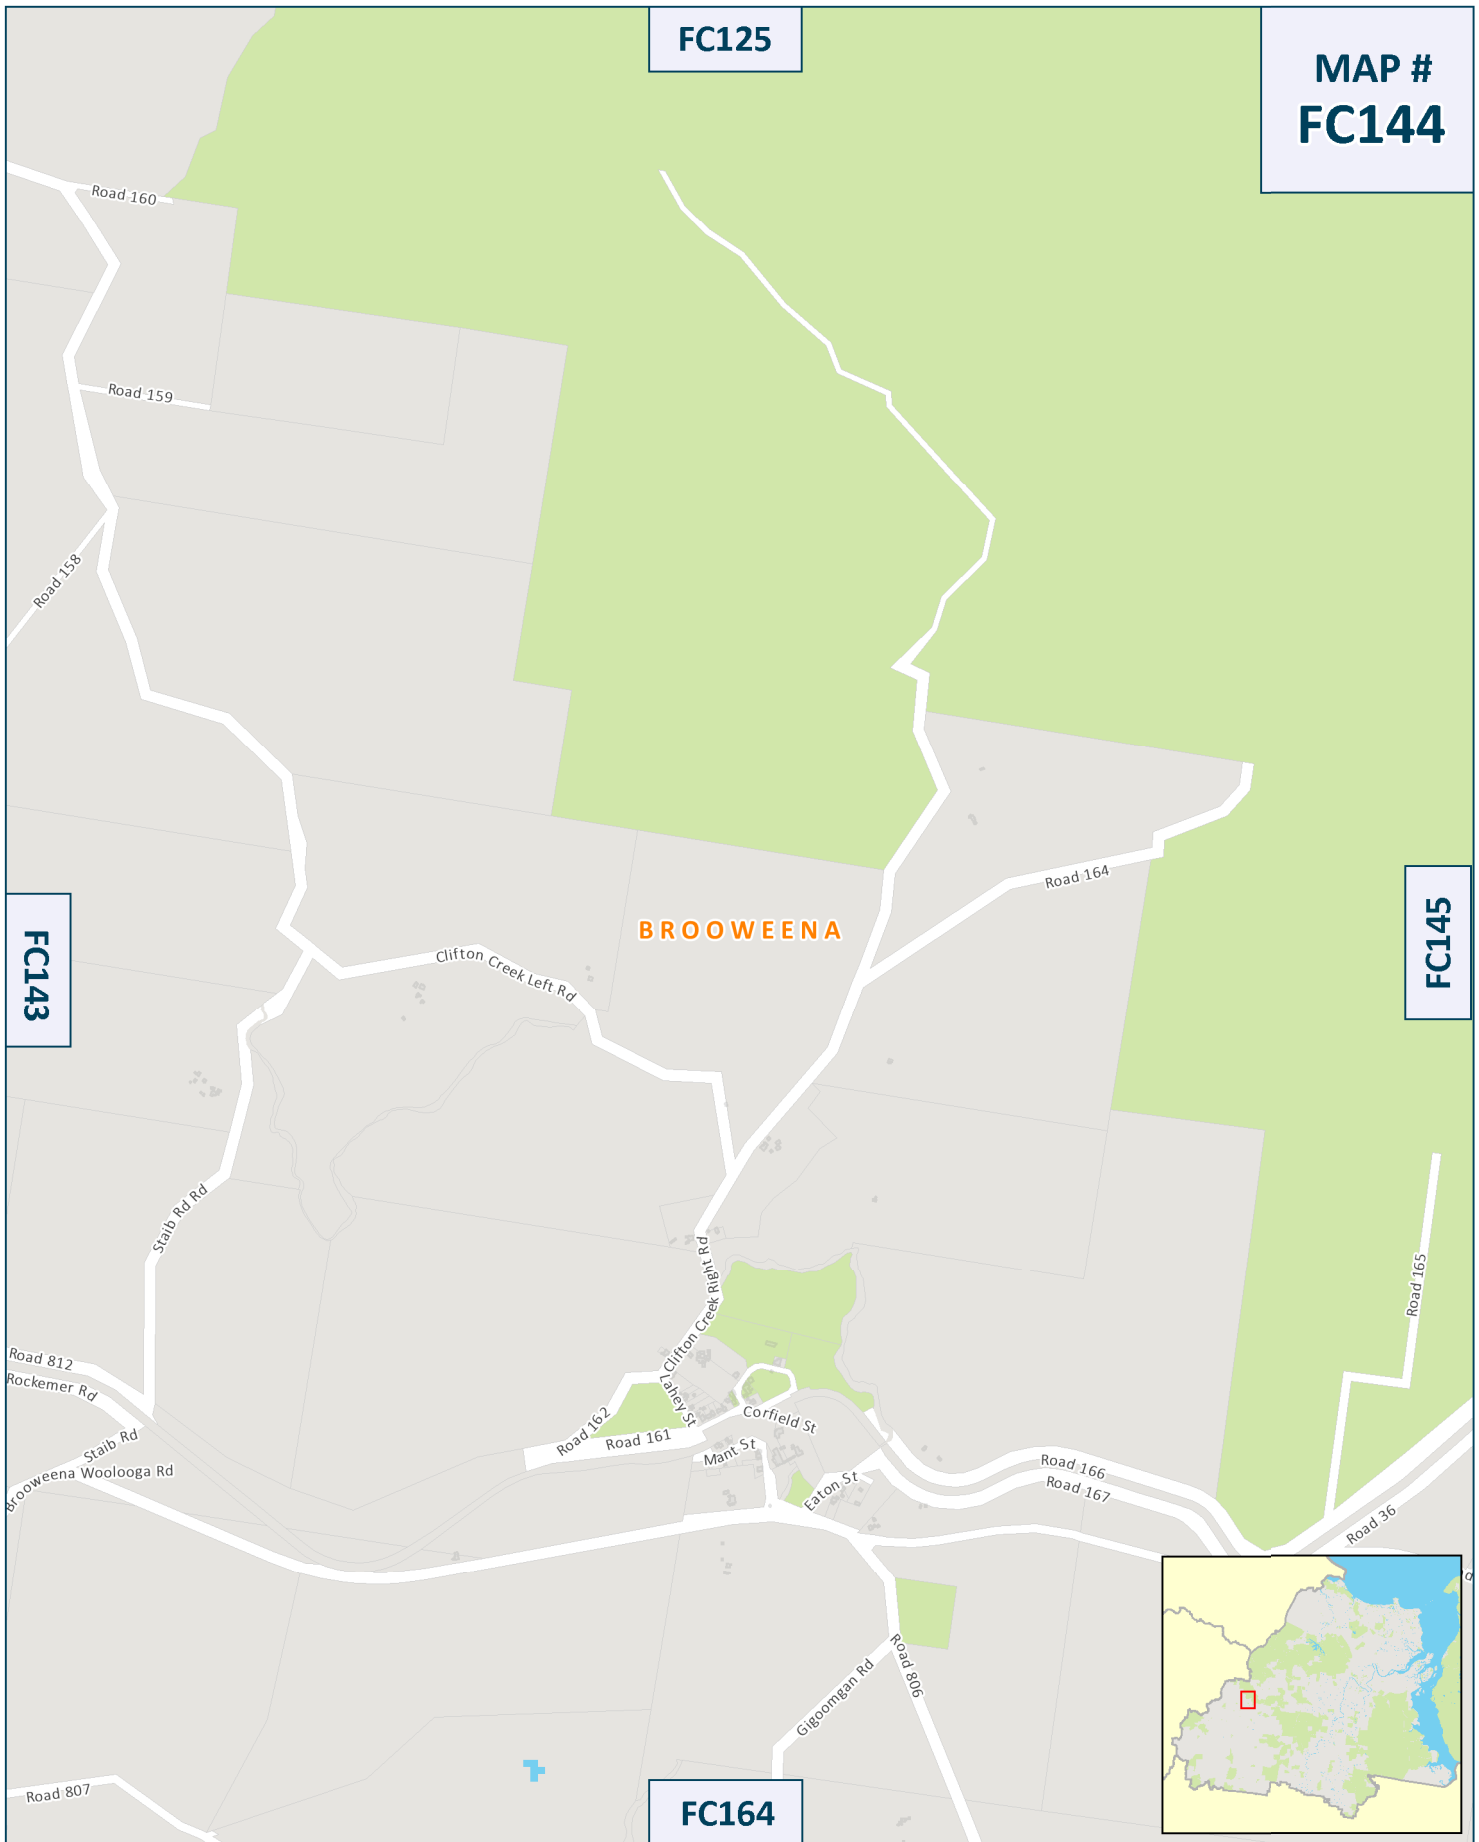 FC125
MAP #
FC144
Road 160
Road 159
Road 158
Road 164
BROOWEENA
FC143
FC145
Clifton Creek Left Rd
Staib Rd Rd
Clifton Creek Right Rd
Road 165
Road 812
Rockemer Rd
Lahey St
Road 162
Road 161
Corfield St
Mant St
Staib Rd
Brooweena Woolooga Rd
Eaton St
Road 166
Road 167
Road 36
Road 806
Gigoomgan Rd
Road 807
FC164